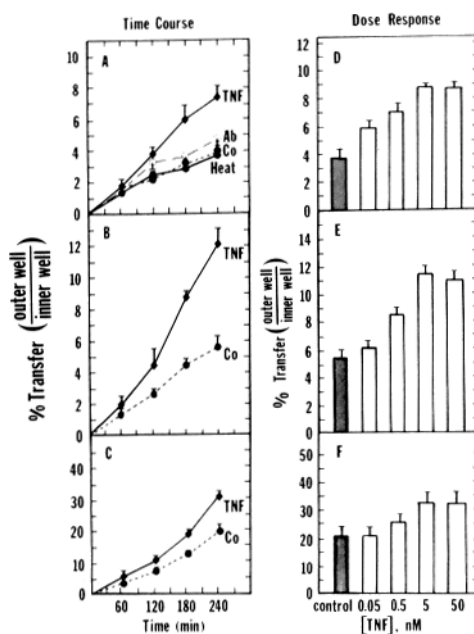 Time Course
Dose Response
A
TNF
Ab
Co
Heat
8
6
4
2
0
B
TNF
Co
12
10
8
6
4
2
0
C
TNF
Co
40
30
20
10
0
60 120 180 240
Time (min)
% Transfer (outer well / inner well)
D
12
10
8
6
4
2
0
E
14
12
10
8
6
4
2
0
F
50
40
30
20
10
0
control 0.05 0.5 5 50
[TNF], nM
% Transfer (outer well / inner well)